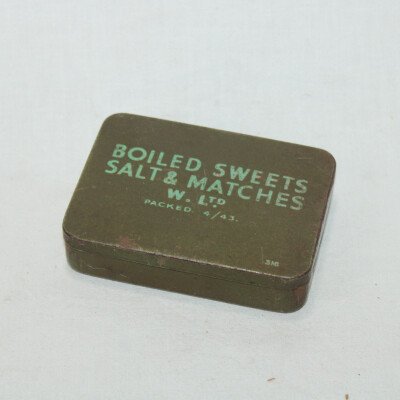 BOILED SWEETS
SALT & MATCHES
W. LTD
PACKED. 4/43.